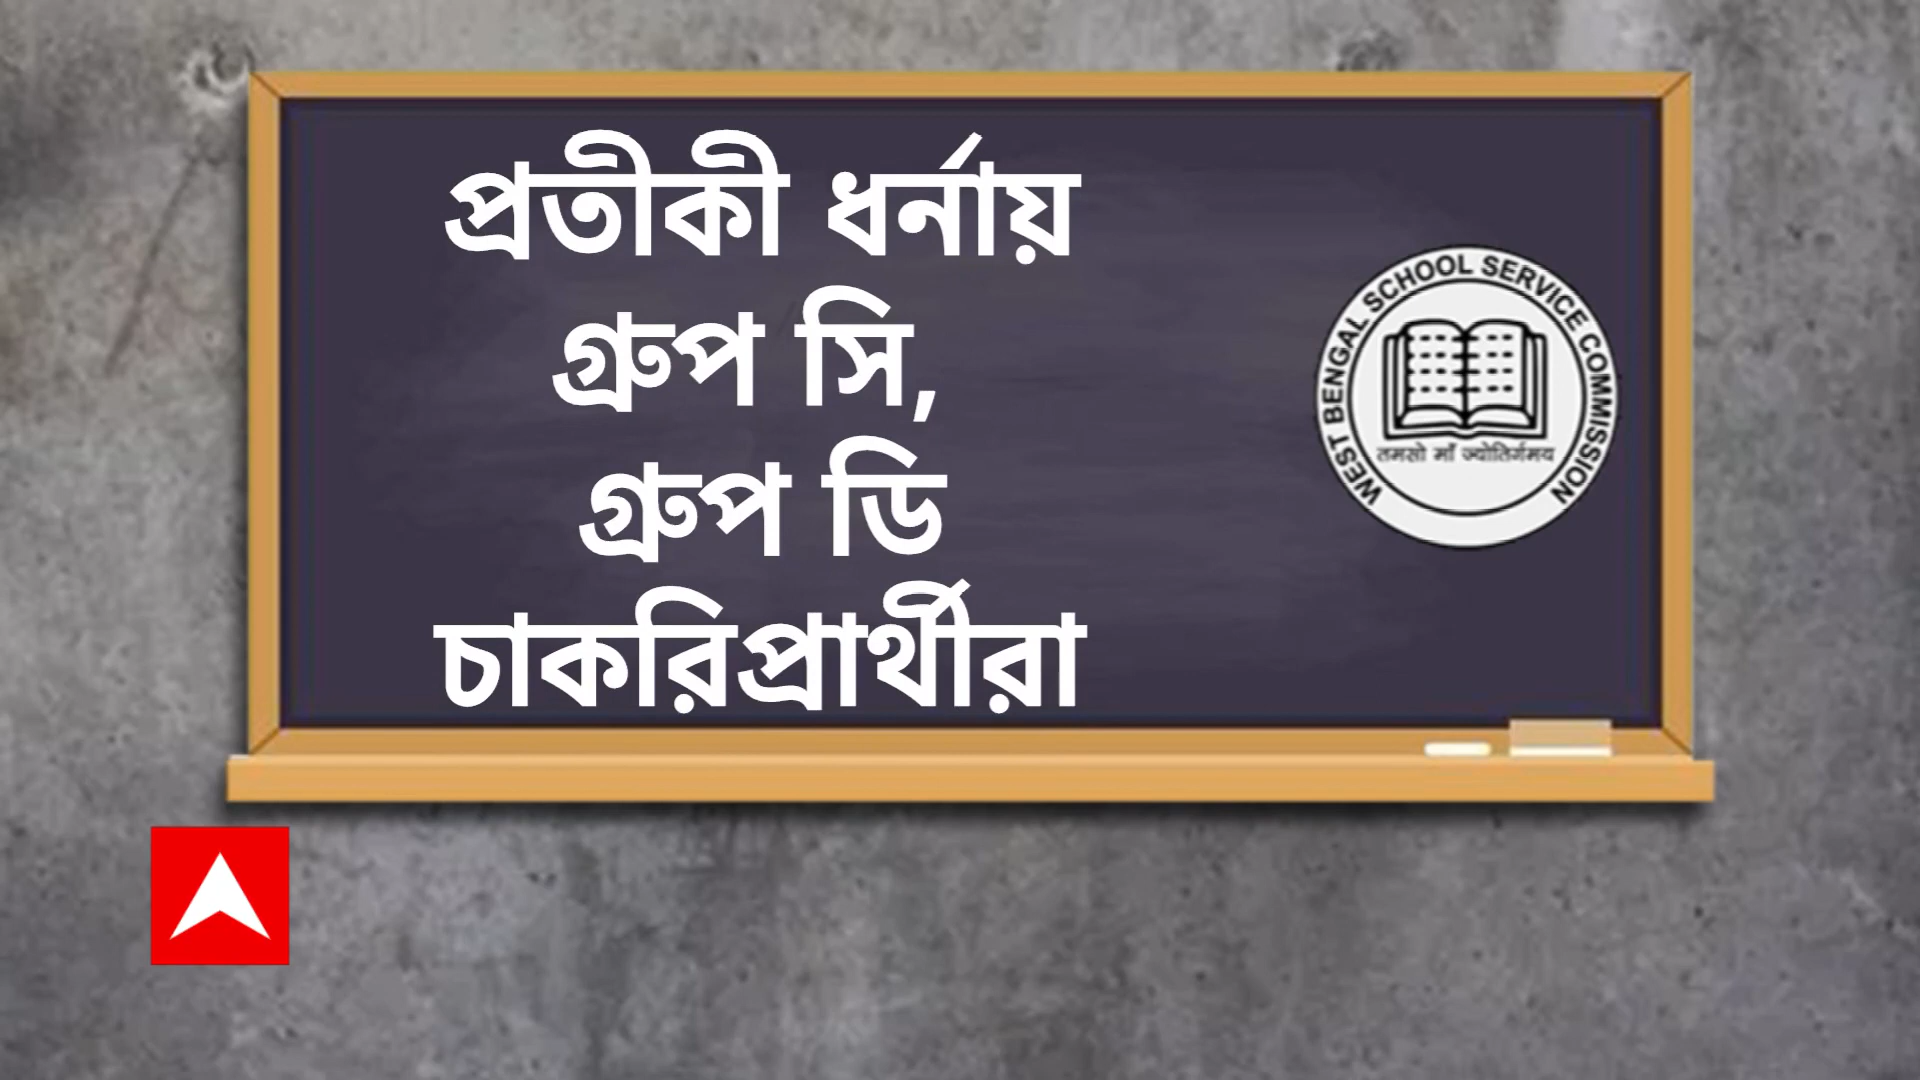 প্রতীকী ধর্নায়
গ্রুপ সি,
গ্রুপ ডি
চাকরিপ্রার্থীরা
WEST BENGAL SCHOOL SERVICE COMMISSION
तमसो माँ ज्योतिर्गमय